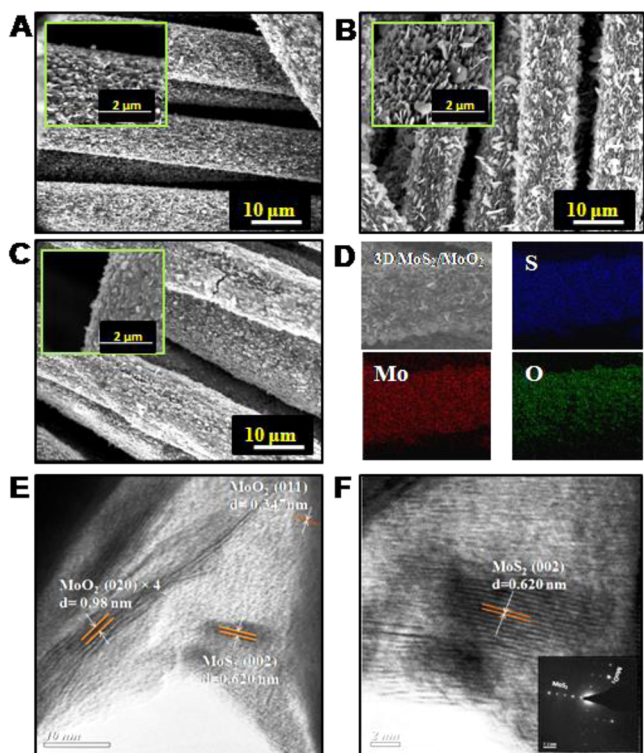 A
2 μm
10 μm
B
2 μm
10 μm
C
2 μm
10 μm
D
3D MoS₂/MoO₂
S
Mo
O
E
MoO₂ (011)
d= 0.347 nm
MoO₂ (020) × 4
d= 0.98 nm
MoS₂ (002)
d=0.620 nm
10 nm
F
MoS₂ (002)
d=0.620 nm
MoS₂
MoO₂
2 nm